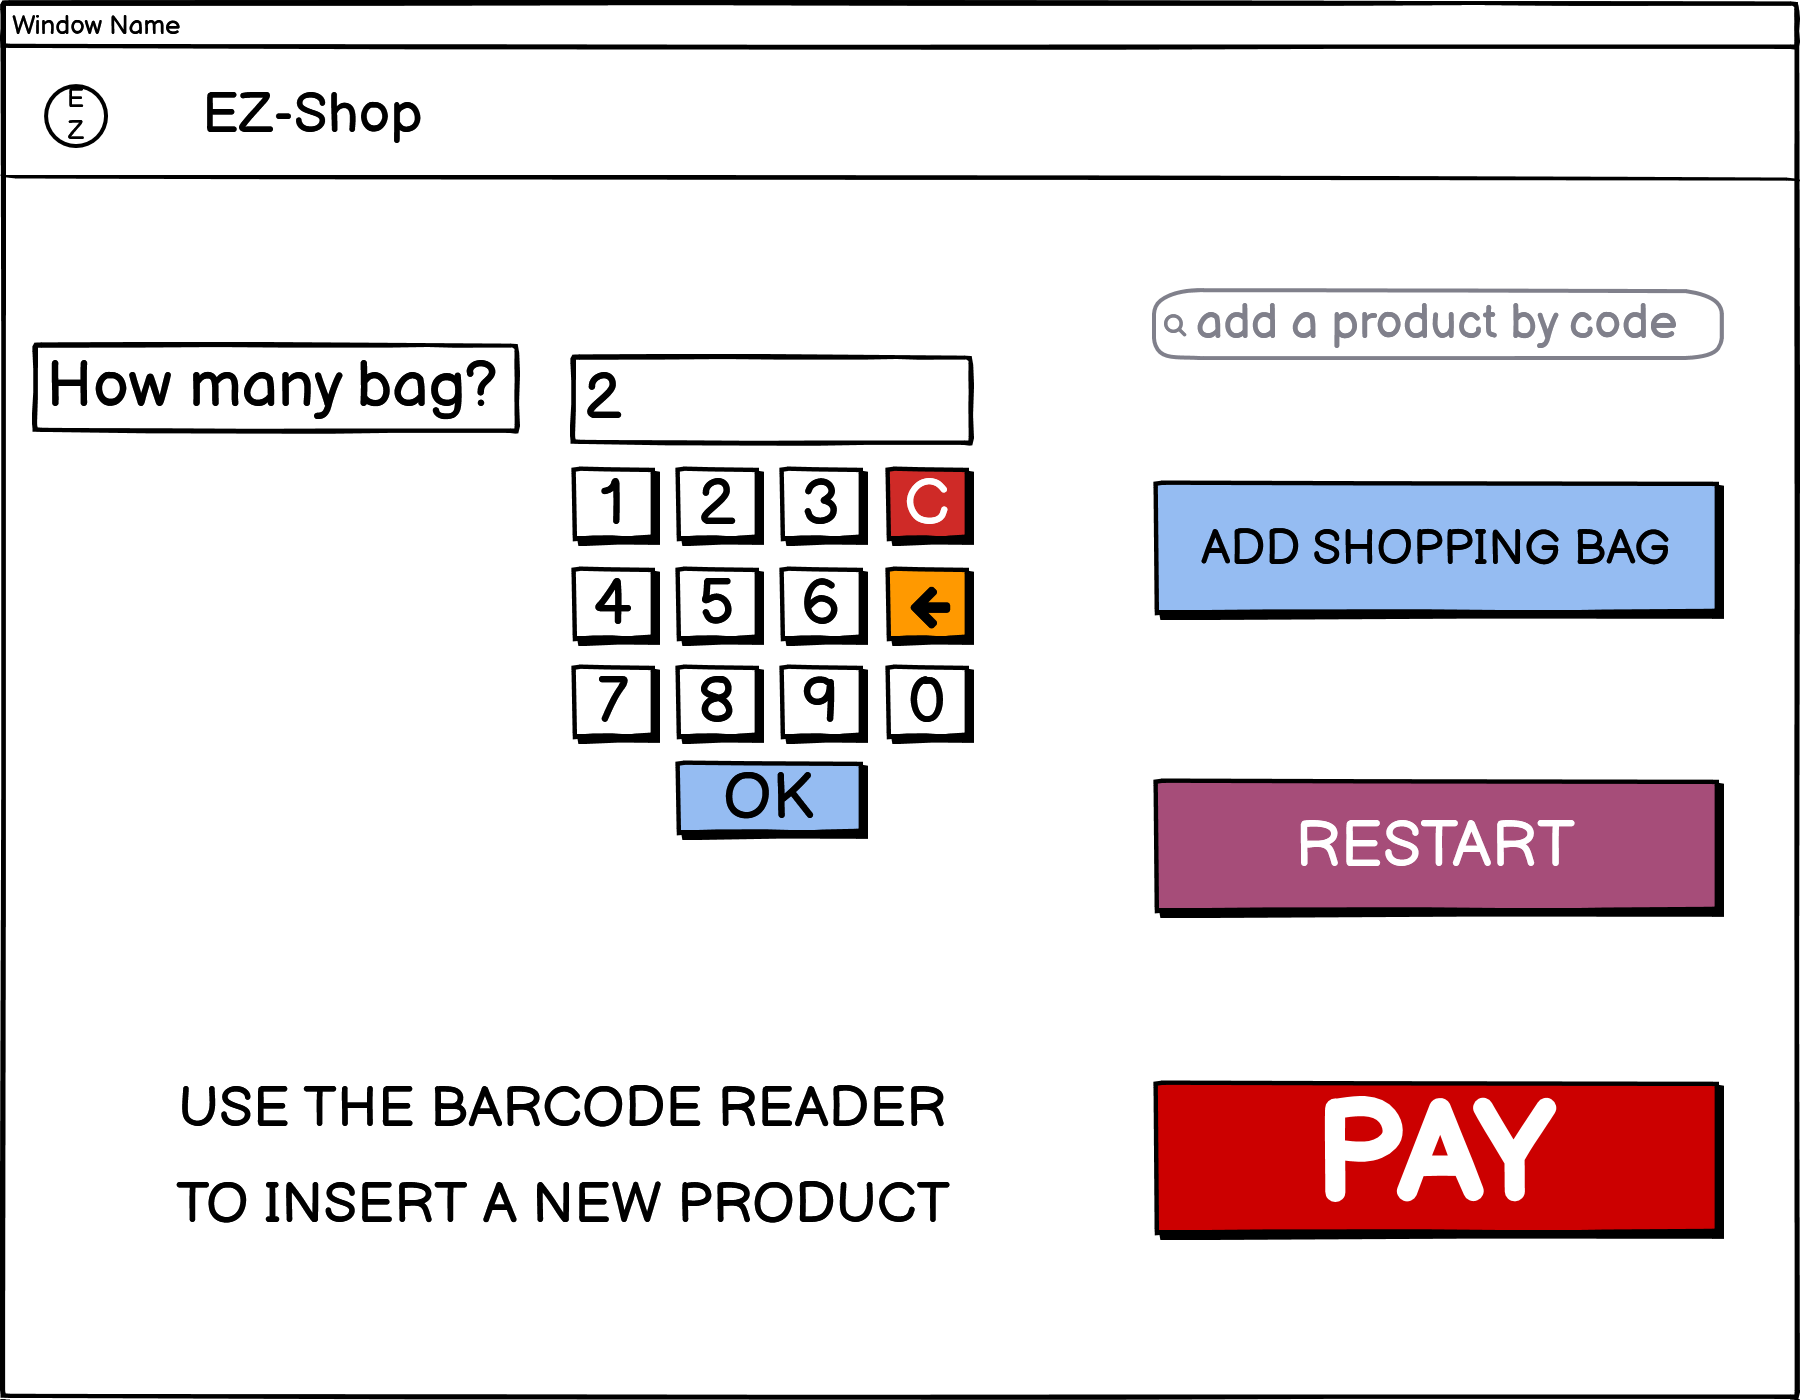 Window Name
E
Z
EZ-Shop
add a product by code
How many bag?
2
1 2 3 C
4 5 6
7 8 9 0
OK
ADD SHOPPING BAG
RESTART
USE THE BARCODE READER
TO INSERT A NEW PRODUCT
PAY